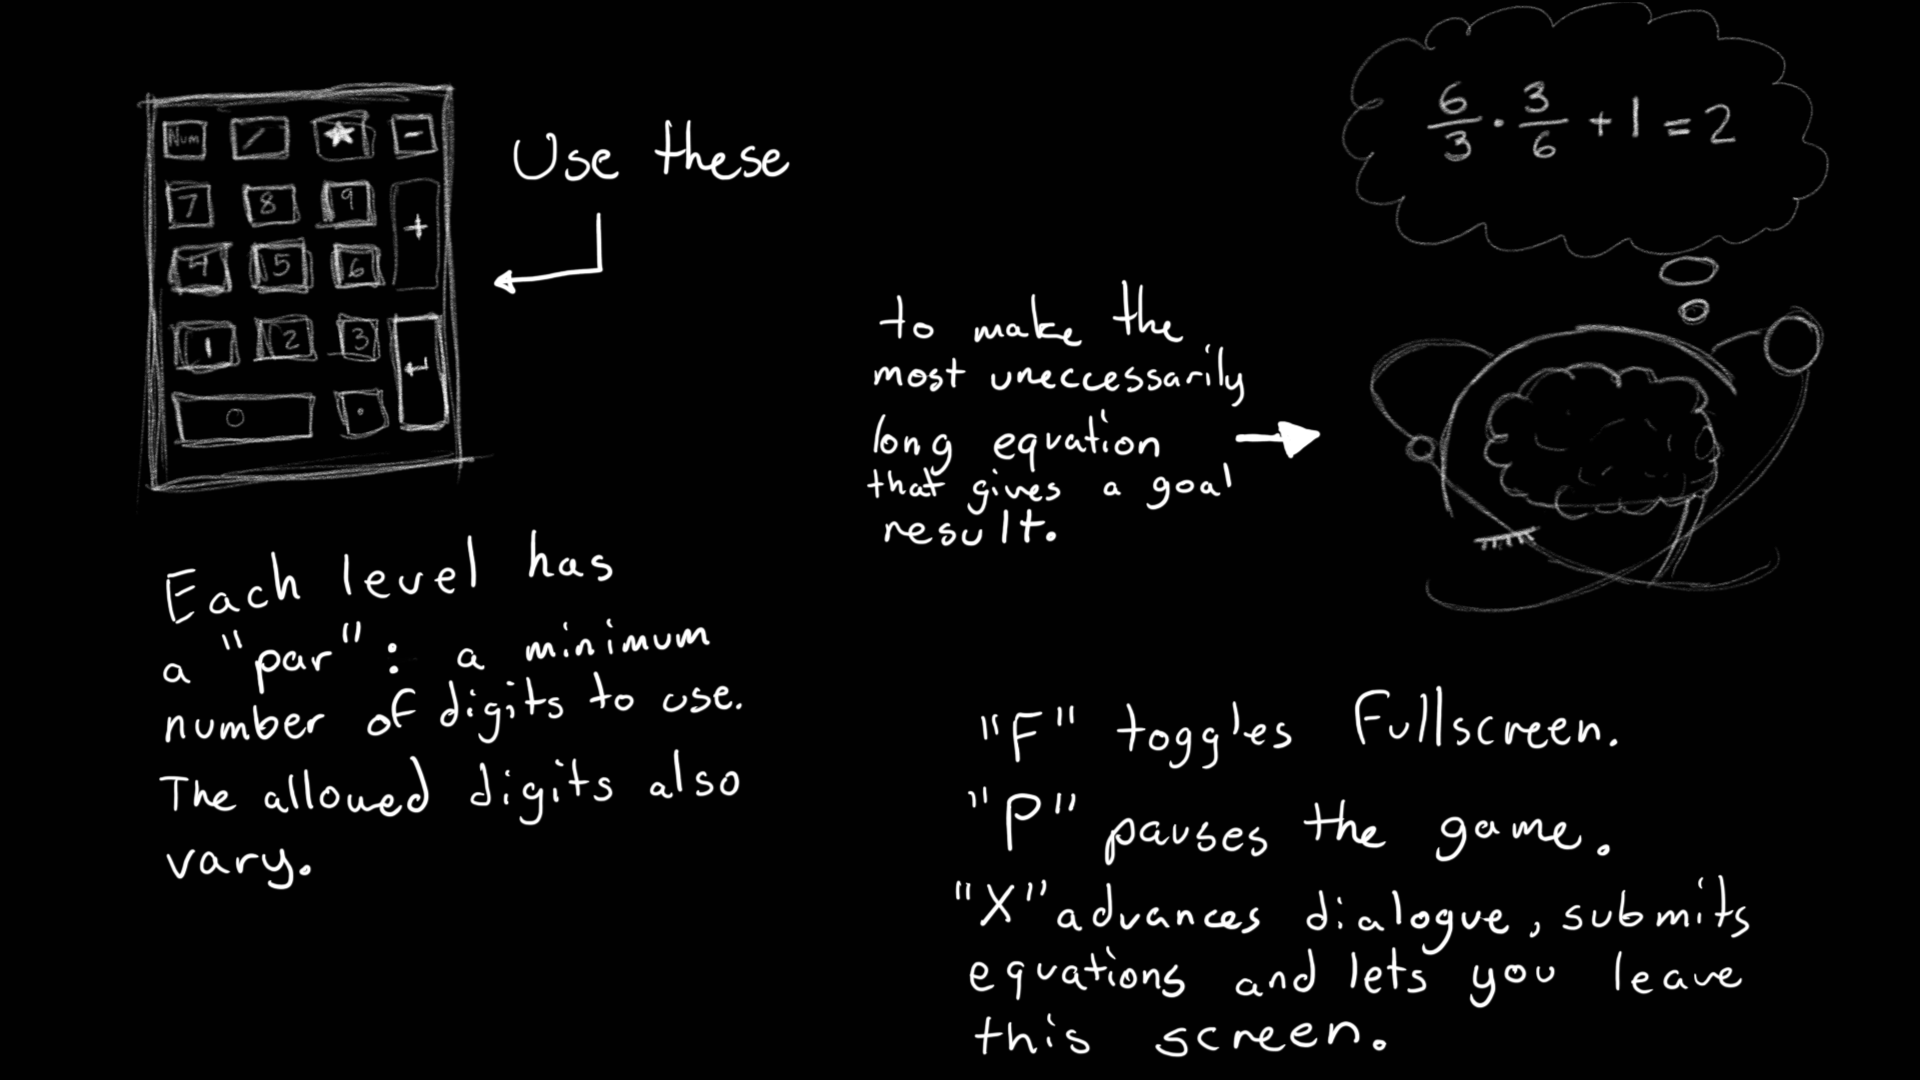 Num / ★ -
7 8 9 +
4 5 6
1 2 3 ↵
0 .
Use these
6/3 · 3/6 + 1 = 2
to make the
most uneccessarily
long equation
that gives a goal
result.
Each level has
a "par": a minimum
number of digits to use.
The allowed digits also
vary.
"F" toggles Fullscreen.
"P" pauses the game.
"X" advances dialogue, submits
equations and lets you leave
this screen.